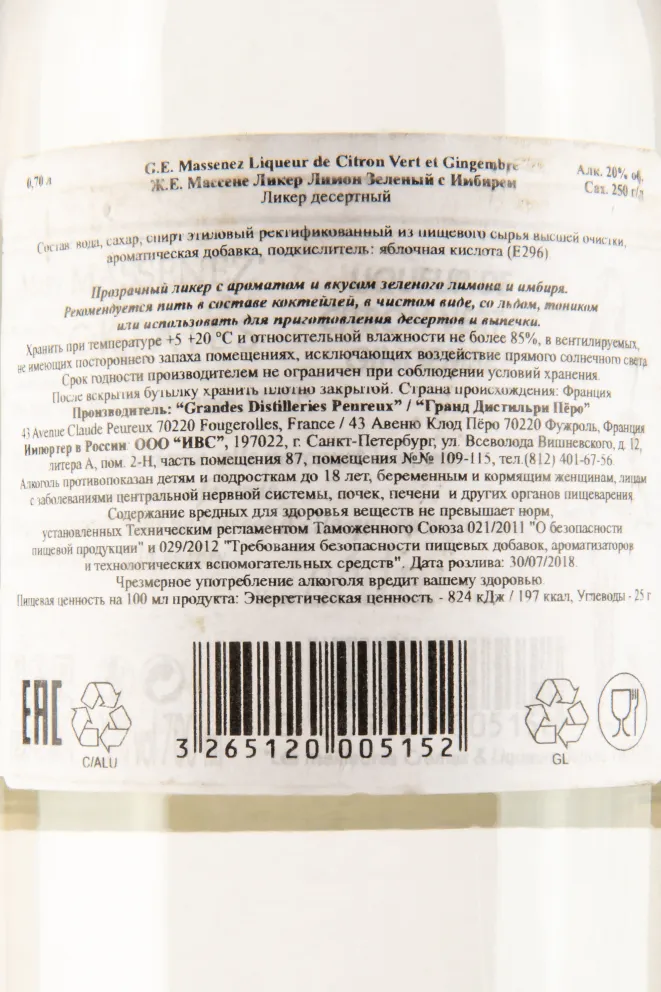 G.E. Massenez Liqueur de Citron Vert et Gingembre
0,70 л
Ж.Е. Массене Ликер Лимон Зеленый с Имбирем
Алк. 20% об.
Сах. 250 г/л
Ликер десертный
Состав: вода, сахар, спирт этиловый ректификованный из пищевого сырья высшей очистки,
ароматическая добавка, подкислитель: яблочная кислота (E296)
Прозрачный ликер с ароматом и вкусом зеленого лимона и имбиря.
Рекомендуется пить в составе коктейлей, в чистом виде, со льдом, тоником
или использовать для приготовления десертов и выпечки.
Хранить при температуре +5 +20 °C и относительной влажности не более 85%, в вентилируемых,
не имеющих постороннего запаха помещениях, исключающих воздействие прямого солнечного света
Срок годности производителем не ограничен при соблюдении условий хранения.
После вскрытия бутылку хранить плотно закрытой. Страна происхождения: Франция
Производитель: "Grandes Distilleries Peureux" / "Гранд Дистильри Пёро"
43 Avenue Claude Peureux 70220 Fougerolles, France / 43 Авеню Клод Пёро 70220 Фужроль, Франция
Импортер в России: ООО "ИВС", 197022, г. Санкт-Петербург, ул. Всеволода Вишневского, д. 12,
литера А, пом. 2-Н, часть помещения 87, помещения №№ 109-115, тел.(812) 401-67-56
Алкоголь противопоказан детям и подросткам до 18 лет, беременным и кормящим женщинам, лицам
с заболеваниями центральной нервной системы, почек, печени и других органов пищеварения.
Содержание вредных для здоровья веществ не превышает норм,
установленных Техническим регламентом Таможенного Союза 021/2011 "О безопасности
пищевой продукции" и 029/2012 "Требования безопасности пищевых добавок, ароматизаторов
и технологических вспомогательных средств". Дата розлива: 30/07/2018.
Чрезмерное употребление алкоголя вредит вашему здоровью
Пищевая ценность на 100 мл продукта: Энергетическая ценность - 824 кДж / 197 ккал, Углеводы - 25 г
EAC
C/ALU
3 265120 005152
GL